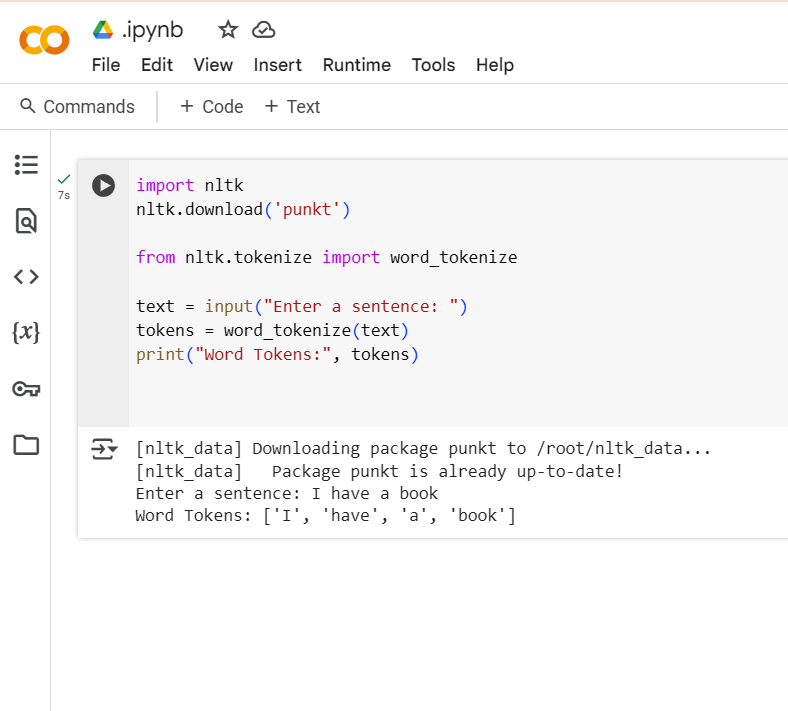 .ipynb
File Edit View Insert Runtime Tools Help
Commands + Code + Text
7s
import nltk
nltk.download('punkt')
from nltk.tokenize import word_tokenize
text = input("Enter a sentence: ")
tokens = word_tokenize(text)
print("Word Tokens:", tokens)
[nltk_data] Downloading package punkt to /root/nltk_data...
[nltk_data]   Package punkt is already up-to-date!
Enter a sentence: I have a book
Word Tokens: ['I', 'have', 'a', 'book']